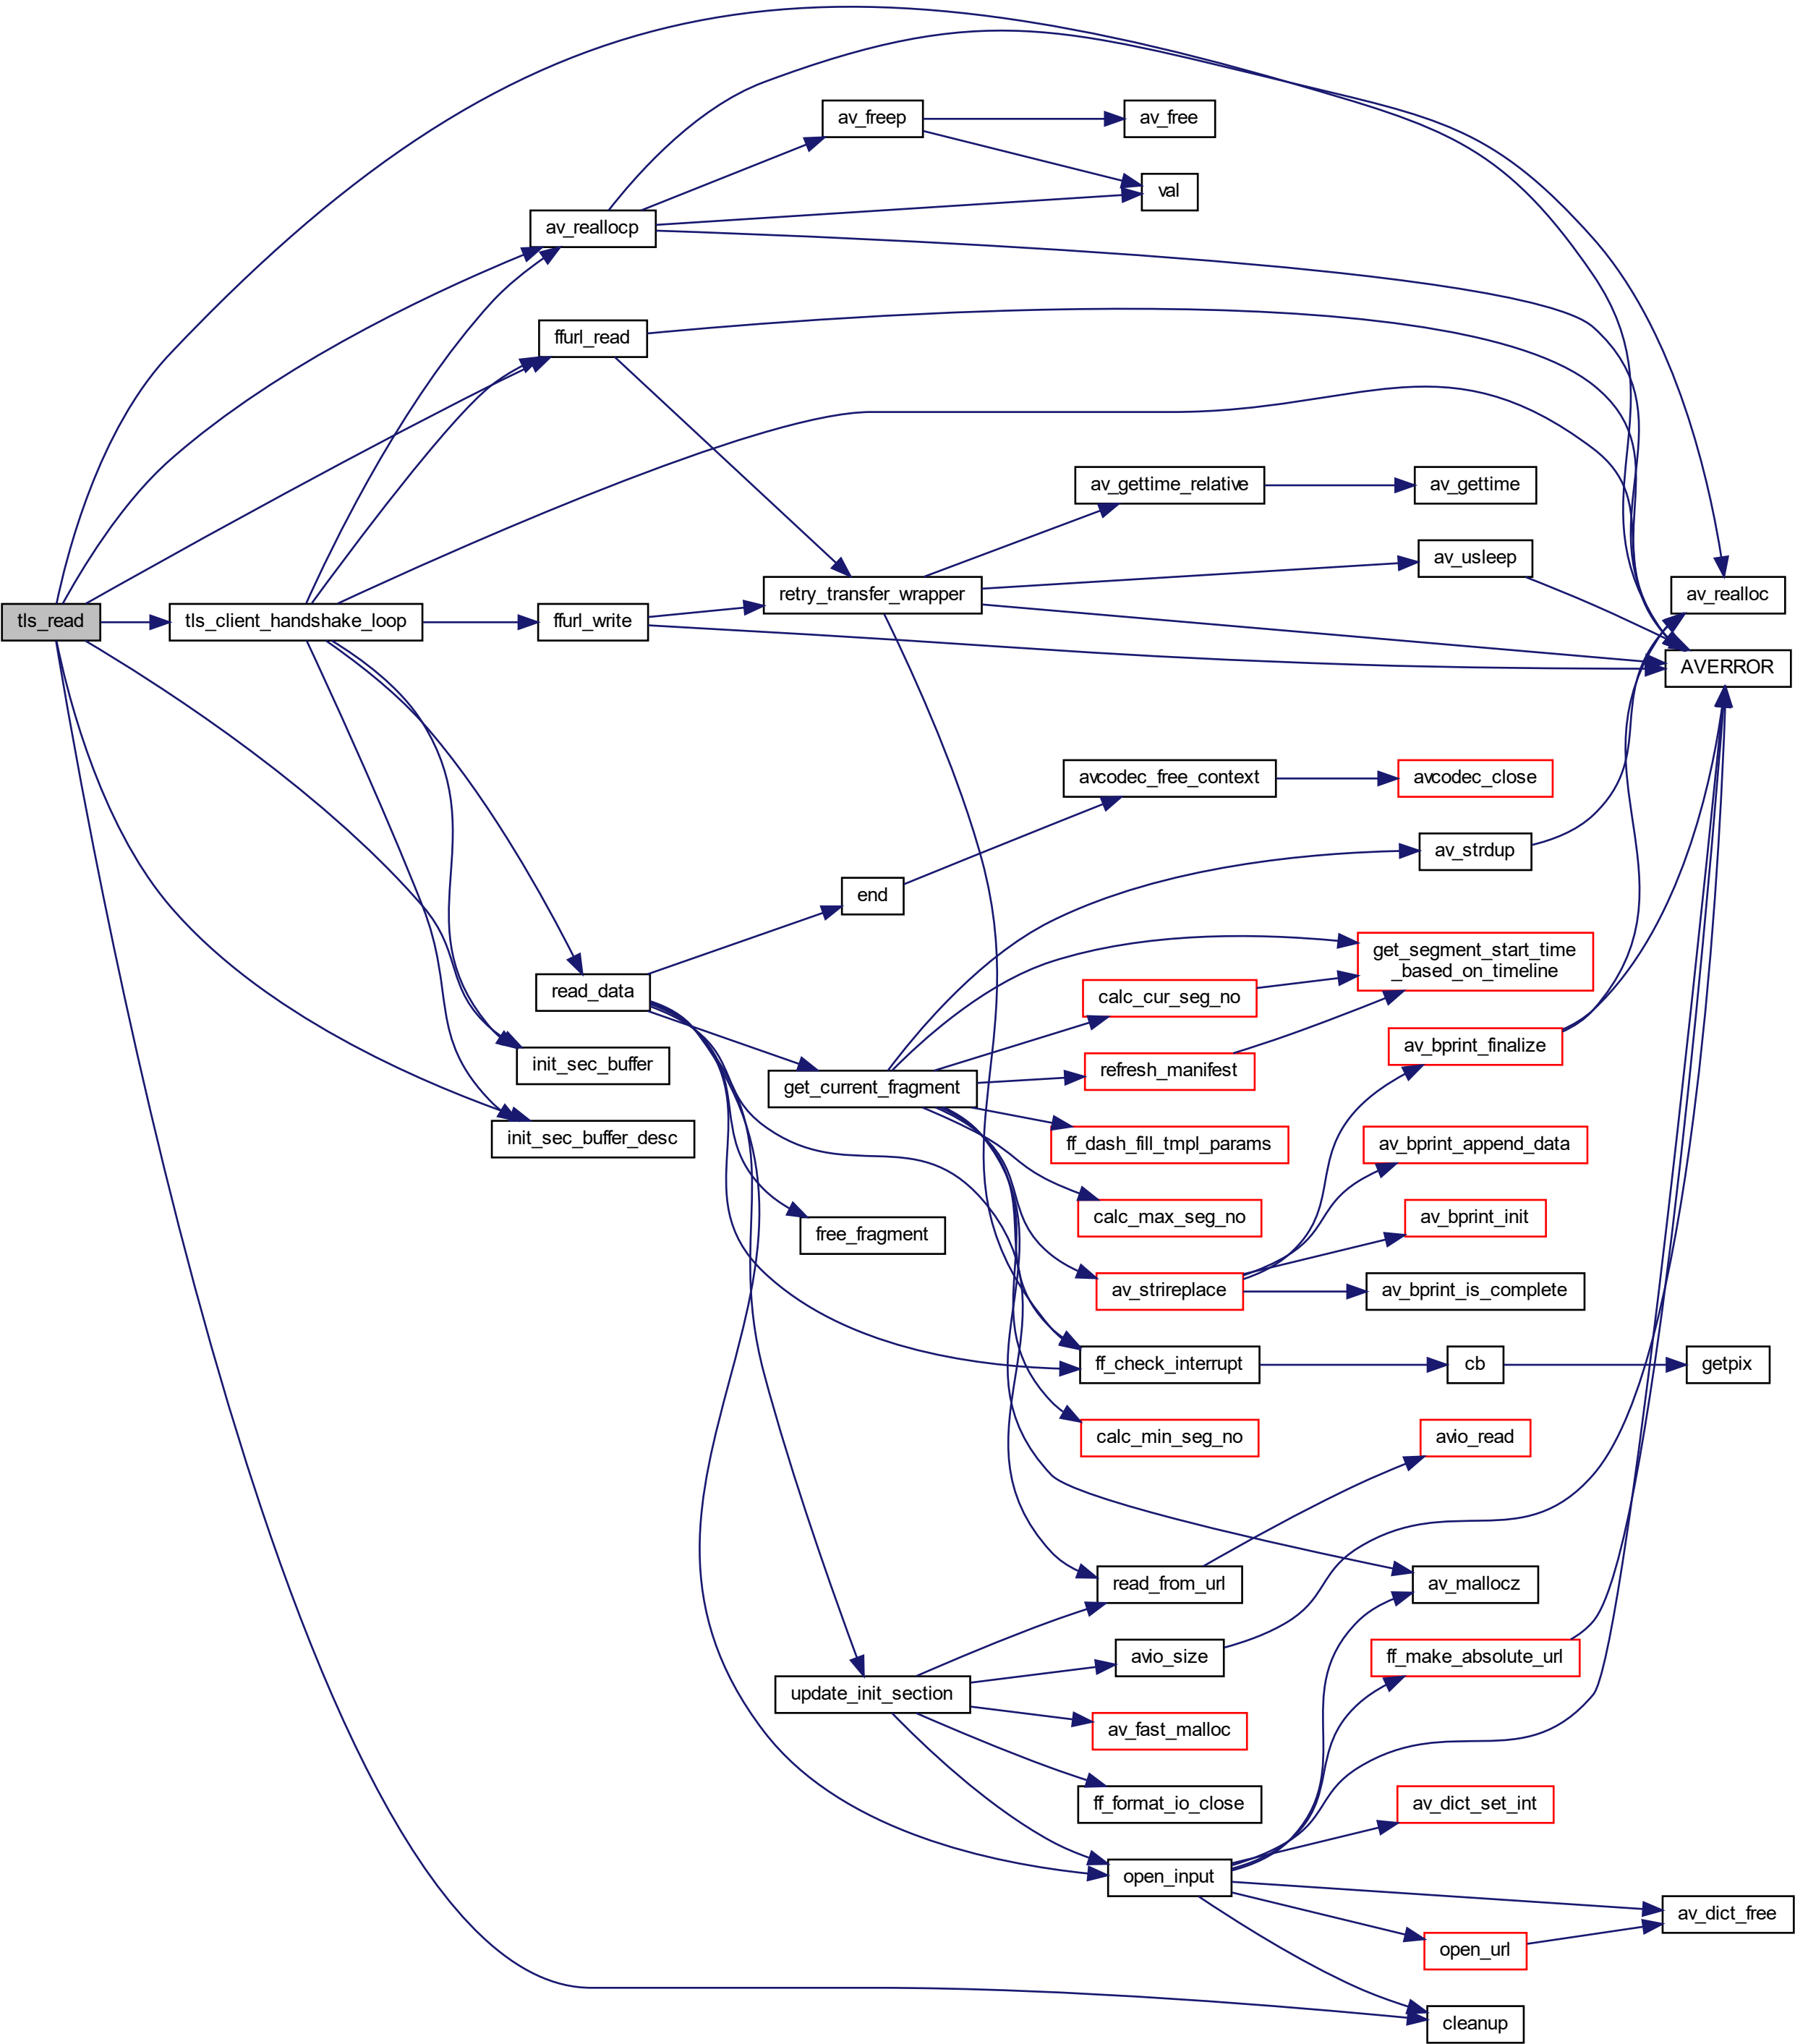 av_freep
av_free
val
av_reallocp
ffurl_read
av_gettime_relative
av_gettime
av_usleep
tls_read
tls_client_handshake_loop
ffurl_write
retry_transfer_wrapper
av_realloc
AVERROR
avcodec_free_context
avcodec_close
av_strdup
end
get_segment_start_time
_based_on_timeline
read_data
calc_cur_seg_no
av_bprint_finalize
init_sec_buffer
get_current_fragment
refresh_manifest
init_sec_buffer_desc
ff_dash_fill_tmpl_params
av_bprint_append_data
free_fragment
calc_max_seg_no
av_bprint_init
av_strireplace
av_bprint_is_complete
ff_check_interrupt
cb
getpix
calc_min_seg_no
avio_read
read_from_url
av_mallocz
avio_size
ff_make_absolute_url
update_init_section
av_fast_malloc
ff_format_io_close
av_dict_set_int
open_input
av_dict_free
open_url
cleanup